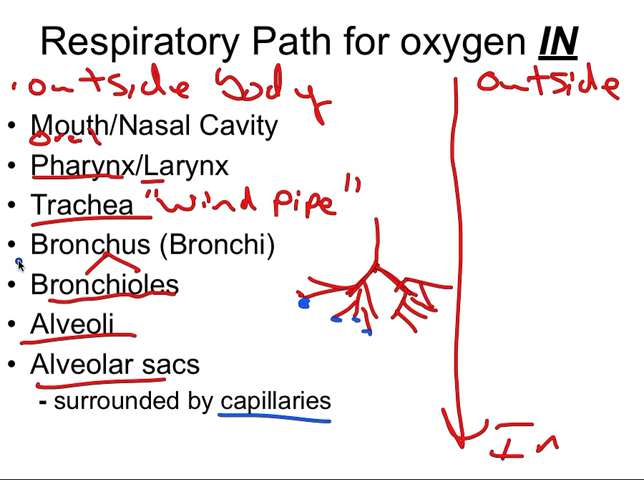 Respiratory Path for oxygen IN
• outside body
outside
• Mouth/Nasal Cavity
oral
• Pharynx/Larynx
• Trachea "wind pipe"
• Bronchus (Bronchi)
• Bronchioles
• Alveoli
• Alveolar sacs
- surrounded by capillaries
In